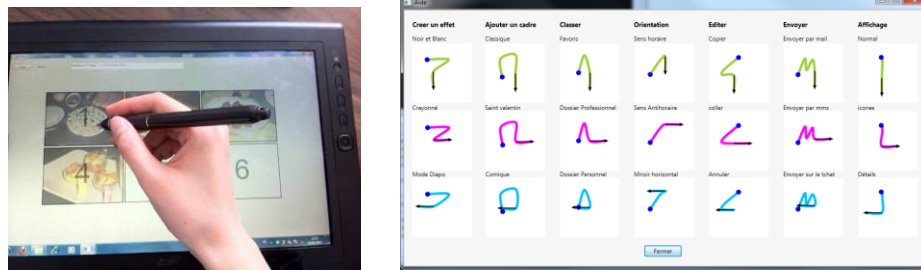 1
4
6
Aide
Creer un effet Ajouter un cadre Classer Orientation Editer Envoyer Affichage
Noir et Blanc Classique Favoris Sens horaire Copier Envoyer par mail Normal
Crayonné Saint valentin Dossier Professionnel Sens Antihoraire coller Envoyer par mms icones
Mode Diapo Comique Dossier Personnel Miroir horizontal Annuler Envoyer sur le tchat Détails
Fermer